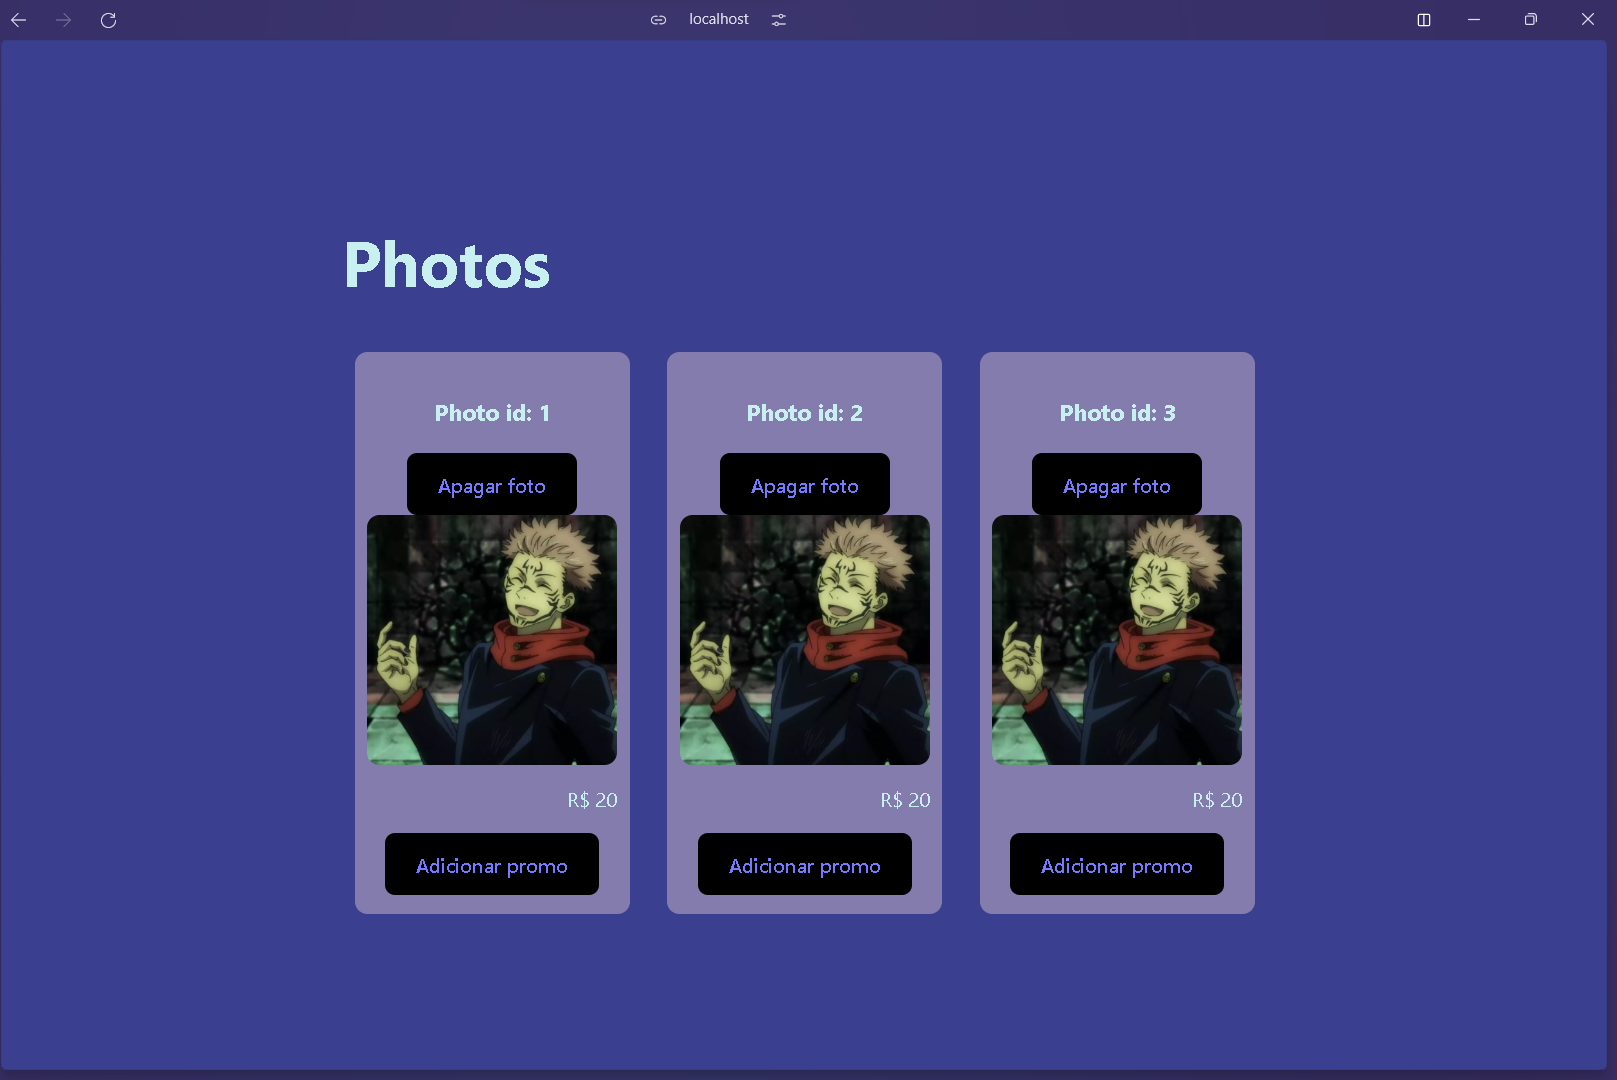 localhost
Photos
Photo id: 1
Apagar foto
R$ 20
Adicionar promo
Photo id: 2
Apagar foto
R$ 20
Adicionar promo
Photo id: 3
Apagar foto
R$ 20
Adicionar promo